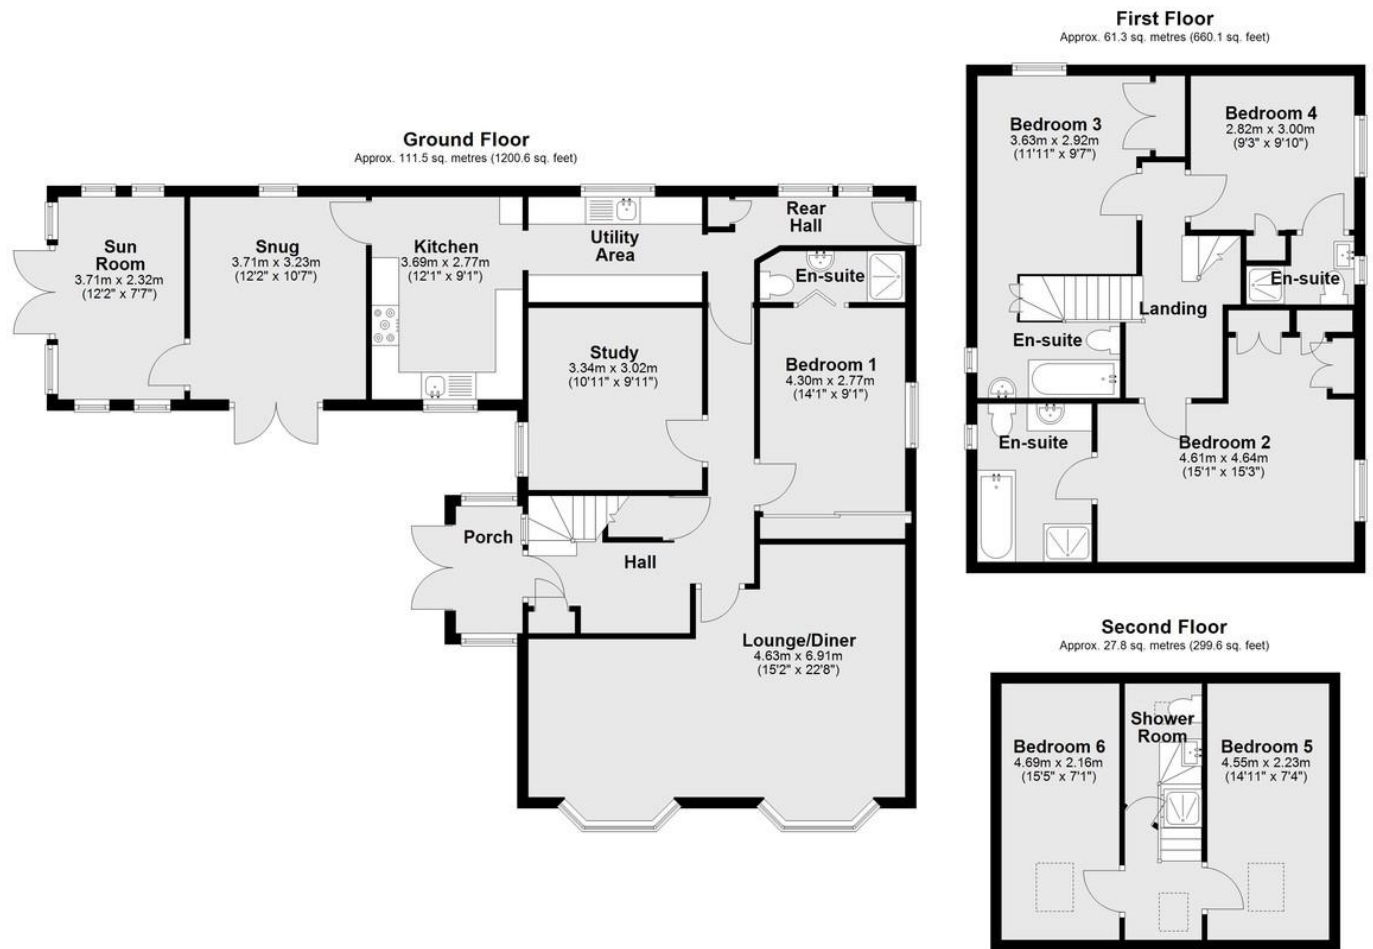 First Floor
Approx. 61.3 sq. metres (660.1 sq. feet)
Bedroom 3
3.63m x 2.92m
(11'11" x 9'7")
Bedroom 4
2.82m x 3.00m
(9'3" x 9'10")
En-suite
Landing
En-suite
En-suite
Bedroom 2
4.61m x 4.64m
(15'1" x 15'3")
Ground Floor
Approx. 111.5 sq. metres (1200.6 sq. feet)
Sun
Room
3.71m x 2.32m
(12'2" x 7'7")
Snug
3.71m x 3.23m
(12'2" x 10'7")
Kitchen
3.69m x 2.77m
(12'1" x 9'1")
Utility
Area
Rear
Hall
En-suite
Study
3.34m x 3.02m
(10'11" x 9'11")
Bedroom 1
4.30m x 2.77m
(14'1" x 9'1")
Porch
Hall
Lounge/Diner
4.63m x 6.91m
(15'2" x 22'8")
Second Floor
Approx. 27.8 sq. metres (299.6 sq. feet)
Bedroom 6
4.69m x 2.16m
(15'5" x 7'1")
Shower
Room
Bedroom 5
4.55m x 2.23m
(14'11" x 7'4")